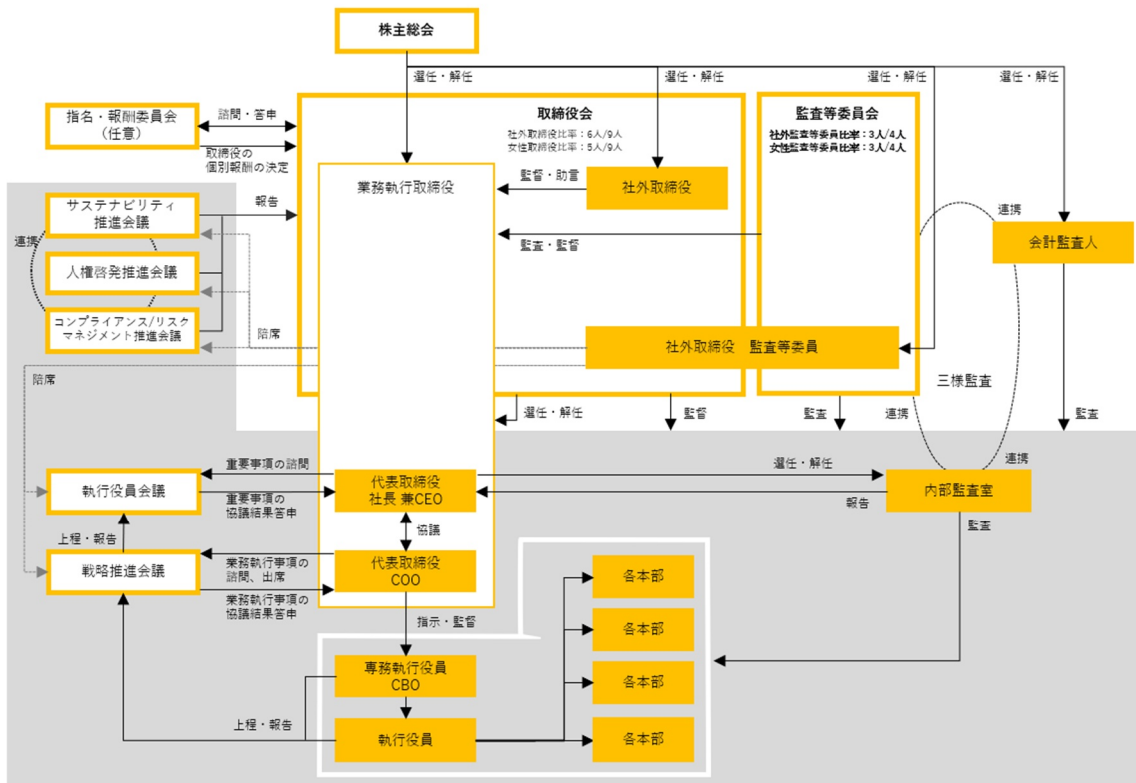 株主総会
選任・解任
選任・解任
選任・解任
選任・解任
指名・報酬委員会
(任意)
諮問・答申
取締役の
個別報酬の決定
取締役会
社外取締役比率：6人/9人
女性取締役比率：5人/9人
監査等委員会
社外監査等委員比率：3人/4人
女性監査等委員比率：3人/4人
業務執行取締役
監督・助言
社外取締役
サステナビリティ
推進会議
報告
連携
人権啓発推進会議
コンプライアンス/リスク
マネジメント推進会議
監査・監督
連携
会計監査人
陪席
社外取締役　監査等委員
陪席
三様監査
選任・解任
監督
監査
連携
監査
重要事項の諮問
執行役員会議
重要事項の
協議結果答申
代表取締役
社長 兼CEO
選任・解任
連携
内部監査室
報告
監査
協議
上程・報告
戦略推進会議
業務執行事項の
諮問、出席
業務執行事項の
協議結果答申
代表取締役
COO
指示・監督
各本部
各本部
専務執行役員
CBO
各本部
上程・報告
執行役員
各本部